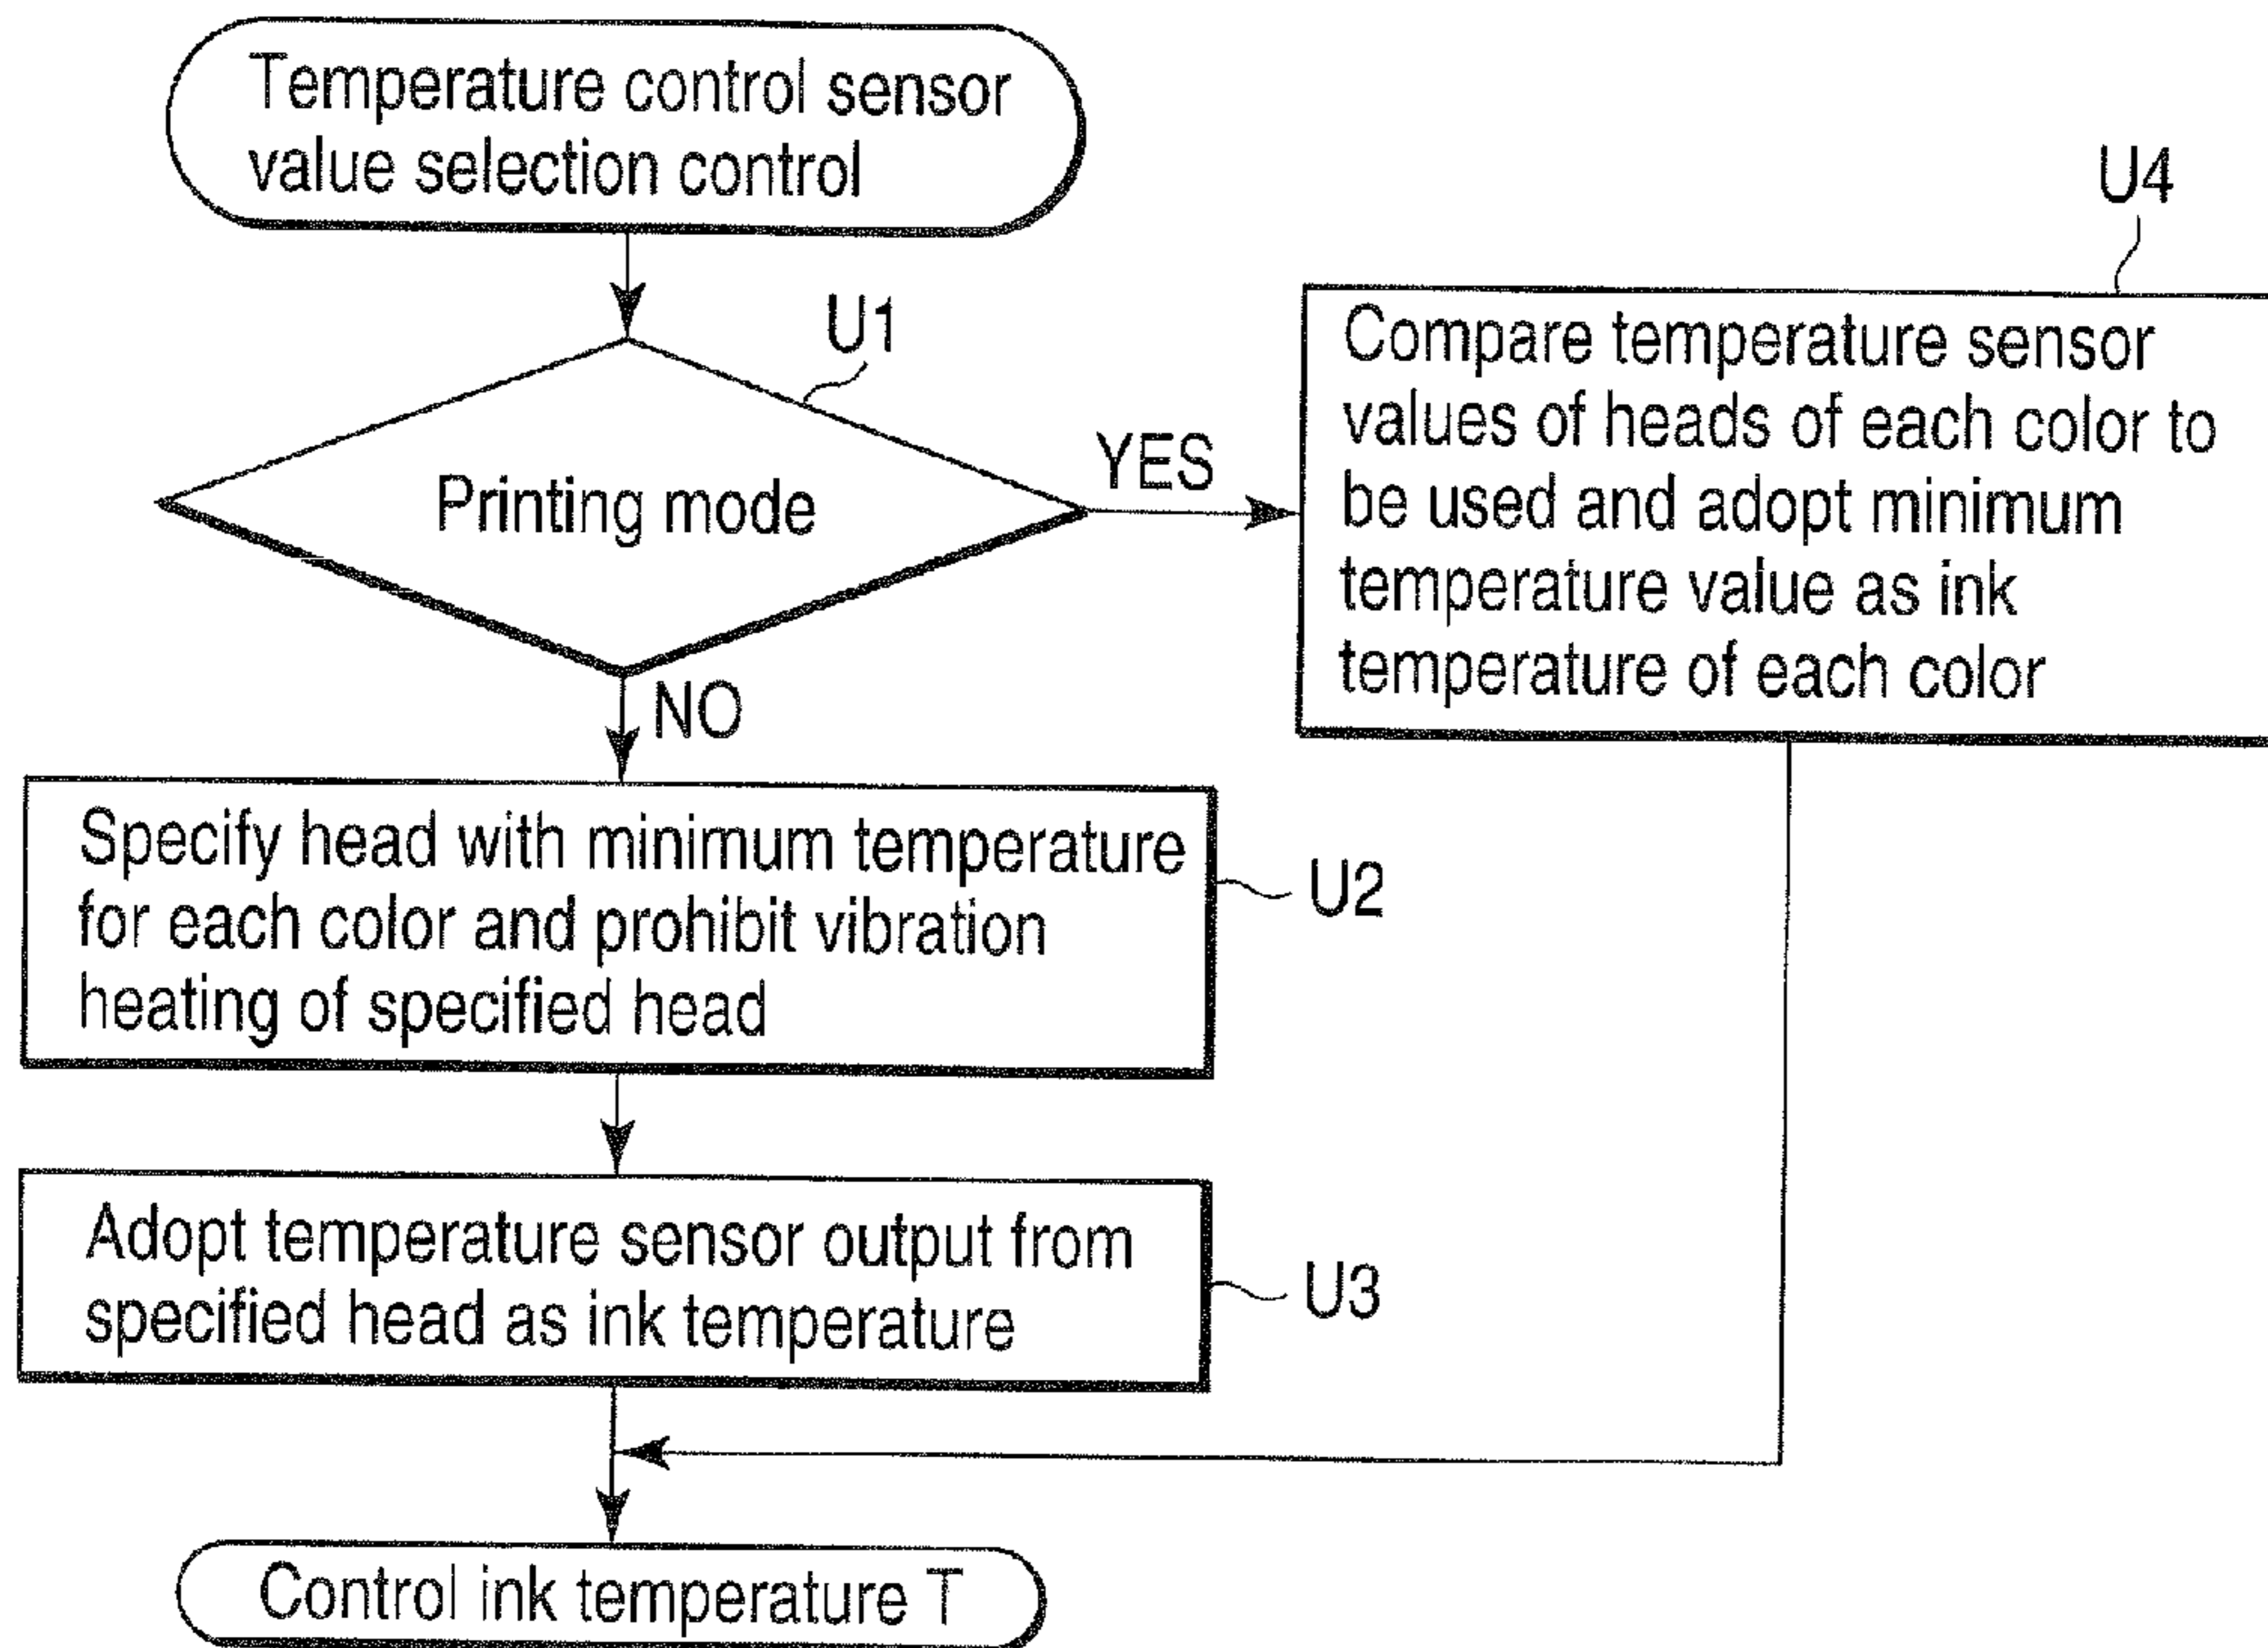 Temperature control sensor
value selection control
U1
Printing mode
YES
U4
Compare temperature sensor
values of heads of each color to
be used and adopt minimum
temperature value as ink
temperature of each color
NO
Specify head with minimum temperature
for each color and prohibit vibration
heating of specified head
U2
Adopt temperature sensor output from
specified head as ink temperature
U3
Control ink temperature T